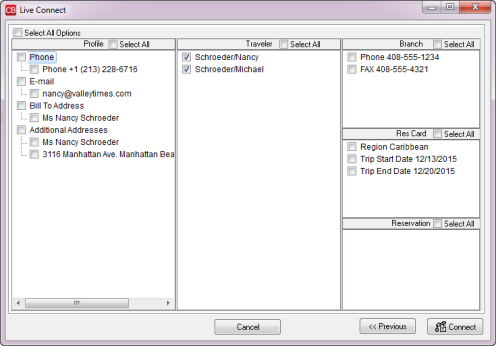 CB Live Connect
Select All Options
Profile Select All
Phone
Phone +1 (213) 228-6716
E-mail
nancy@valleytimes.com
Bill To Address
Ms Nancy Schroeder
Additional Addresses
Ms Nancy Schroeder
3116 Manhattan Ave. Manhattan Bea
Traveler Select All
Schroeder/Nancy
Schroeder/Michael
Branch Select All
Phone 408-555-1234
FAX 408-555-4321
Res Card Select All
Region Caribbean
Trip Start Date 12/13/2015
Trip End Date 12/20/2015
Reservation Select All
Cancel
<< Previous
Connect